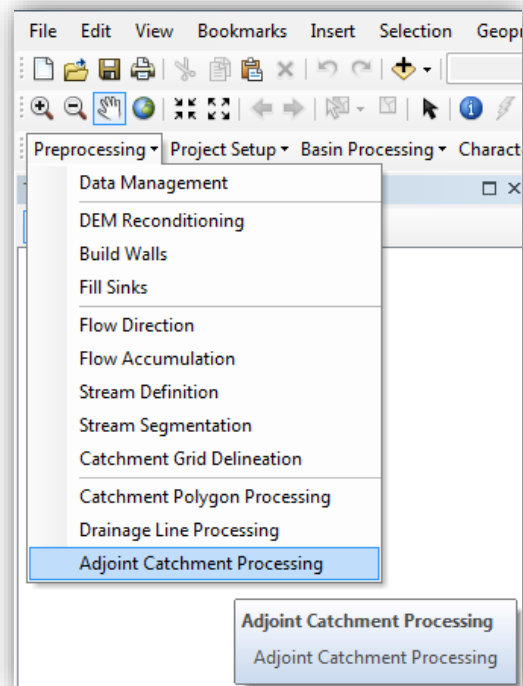 File Edit View Bookmarks Insert Selection Geopr
Preprocessing Project Setup Basin Processing Charact
Data Management
DEM Reconditioning
Build Walls
Fill Sinks
Flow Direction
Flow Accumulation
Stream Definition
Stream Segmentation
Catchment Grid Delineation
Catchment Polygon Processing
Drainage Line Processing
Adjoint Catchment Processing
Adjoint Catchment Processing
Adjoint Catchment Processing